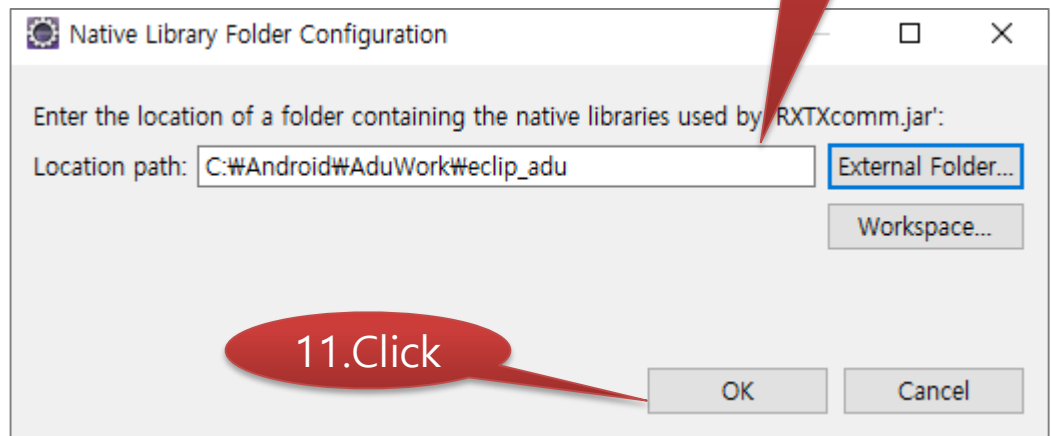 Native Library Folder Configuration
Enter the location of a folder containing the native libraries used by 'RXTXcomm.jar':
Location path: C:₩Android₩AduWork₩eclip_adu External Folder...
Workspace...
11.Click
OK Cancel